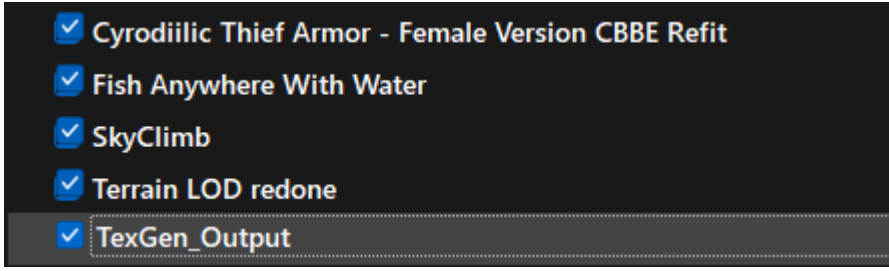 Cyrodiilic Thief Armor - Female Version CBBE Refit
Fish Anywhere With Water
SkyClimb
Terrain LOD redone
TexGen_Output